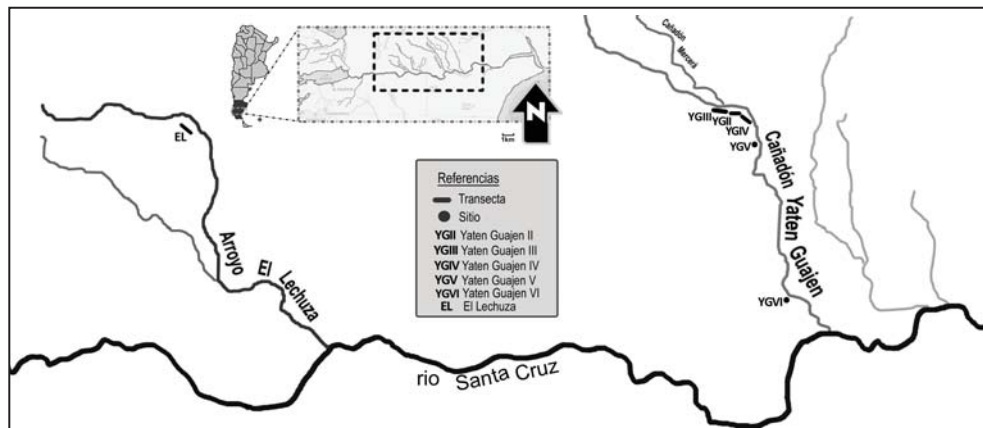 Cañadón
Mercerá
N
1km
EL
YGIII
YGII
YGIV
YGV
Cañadón Yaten Guajen
Referencias
Transecta
Sitio
YGII Yaten Guajen II
YGIII Yaten Guajen III
YGIV Yaten Guajen IV
YGV Yaten Guajen V
YGVI Yaten Guajen VI
EL El Lechuza
Arroyo El Lechuza
YGVI
rio Santa Cruz